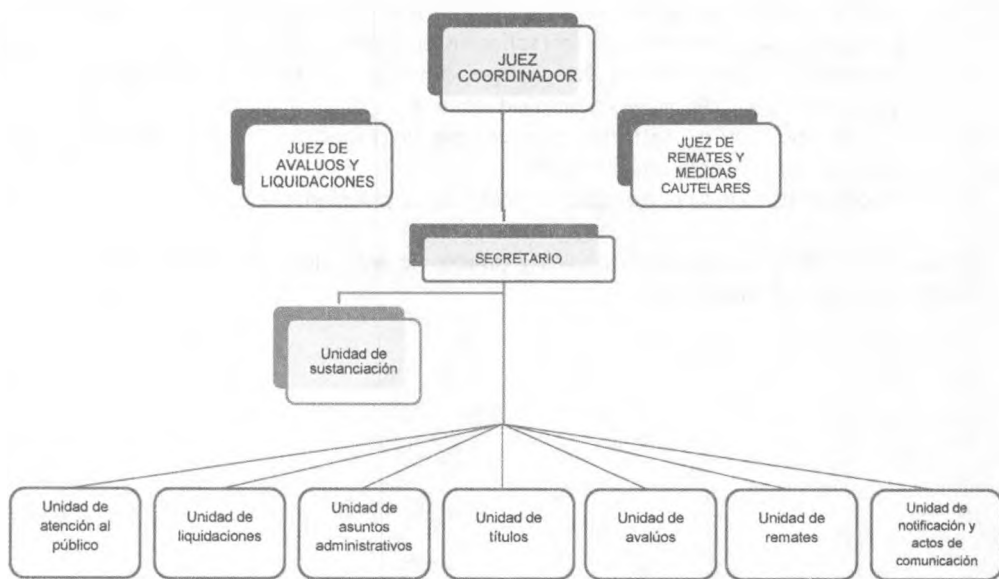 JUEZ
COORDINADOR
JUEZ DE
AVALUOS Y
LIQUIDACIONES
JUEZ DE
REMATES Y
MEDIDAS
CAUTELARES
SECRETARIO
Unidad de
sustanciación
Unidad de
atención al
público
Unidad de
liquidaciones
Unidad de
asuntos
administrativos
Unidad de
títulos
Unidad de
avalúos
Unidad de
remates
Unidad de
notificación y
actos de
comunicación